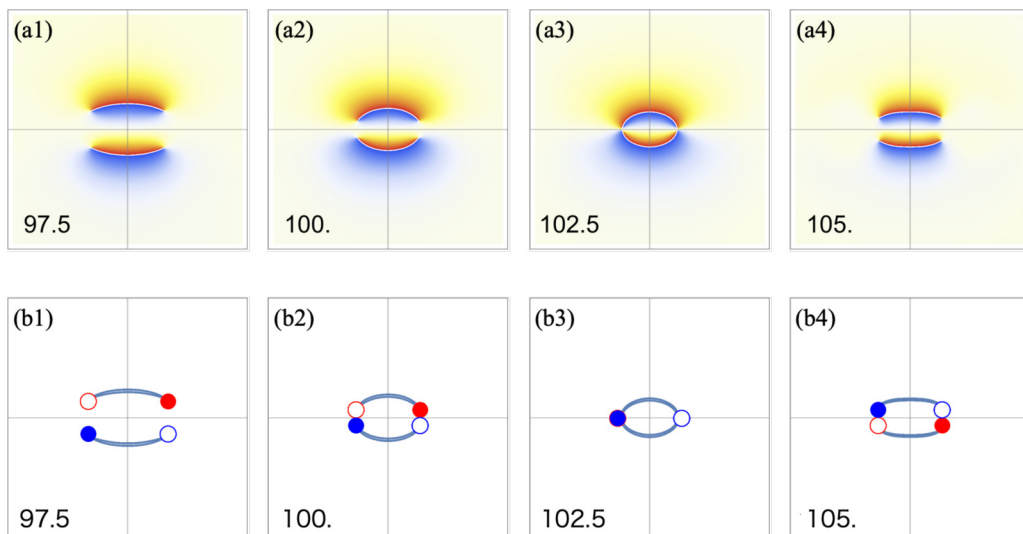 (a1)
(a2)
(a3)
(a4)
97.5
100.
102.5
105.
(b1)
(b2)
(b3)
(b4)
97.5
100.
102.5
105.